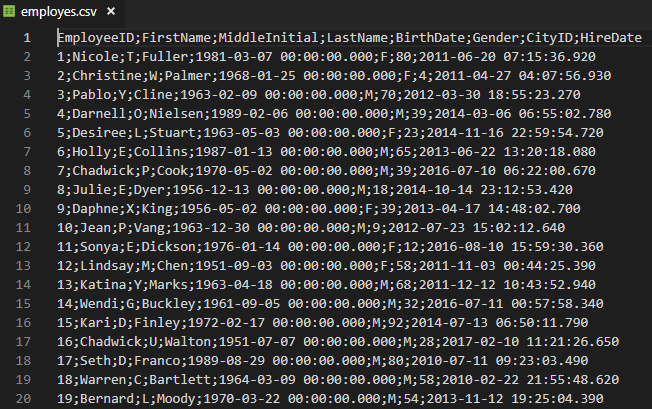 employes.csv ×
1 EmployeeID;FirstName;MiddleInitial;LastName;BirthDate;Gender;CityID;HireDate
2 1;Nicole;T;Fuller;1981-03-07 00:00:00.000;F;80;2011-06-20 07:15:36.920
3 2;Christine;W;Palmer;1968-01-25 00:00:00.000;F;4;2011-04-27 04:07:56.930
4 3;Pablo;Y;Cline;1963-02-09 00:00:00.000;M;70;2012-03-30 18:55:23.270
5 4;Darnell;O;Nielsen;1989-02-06 00:00:00.000;M;39;2014-03-06 06:55:02.780
6 5;Desiree;L;Stuart;1963-05-03 00:00:00.000;F;23;2014-11-16 22:59:54.720
7 6;Holly;E;Collins;1987-01-13 00:00:00.000;M;65;2013-06-22 13:20:18.080
8 7;Chadwick;P;Cook;1970-05-02 00:00:00.000;M;39;2016-07-10 06:22:00.670
9 8;Julie;E;Dyer;1956-12-13 00:00:00.000;M;18;2014-10-14 23:12:53.420
10 9;Daphne;X;King;1956-05-02 00:00:00.000;F;39;2013-04-17 14:48:02.700
11 10;Jean;P;Vang;1963-12-30 00:00:00.000;M;9;2012-07-23 15:02:12.640
12 11;Sonya;E;Dickson;1976-01-14 00:00:00.000;F;12;2016-08-10 15:59:30.360
13 12;Lindsay;M;Chen;1951-09-03 00:00:00.000;F;58;2011-11-03 00:44:25.390
14 13;Katina;Y;Marks;1963-04-18 00:00:00.000;M;68;2011-12-12 10:43:52.940
15 14;Wendi;G;Buckley;1961-09-05 00:00:00.000;M;32;2016-07-11 00:57:58.340
16 15;Kari;D;Finley;1972-02-17 00:00:00.000;M;92;2014-07-13 06:50:11.790
17 16;Chadwick;U;Walton;1951-07-07 00:00:00.000;M;28;2017-02-10 11:21:26.650
18 17;Seth;D;Franco;1989-08-29 00:00:00.000;M;80;2010-07-11 09:23:03.490
19 18;Warren;C;Bartlett;1964-03-09 00:00:00.000;M;58;2010-02-22 21:55:48.620
20 19;Bernard;L;Moody;1970-03-22 00:00:00.000;M;54;2013-11-12 19:25:04.390